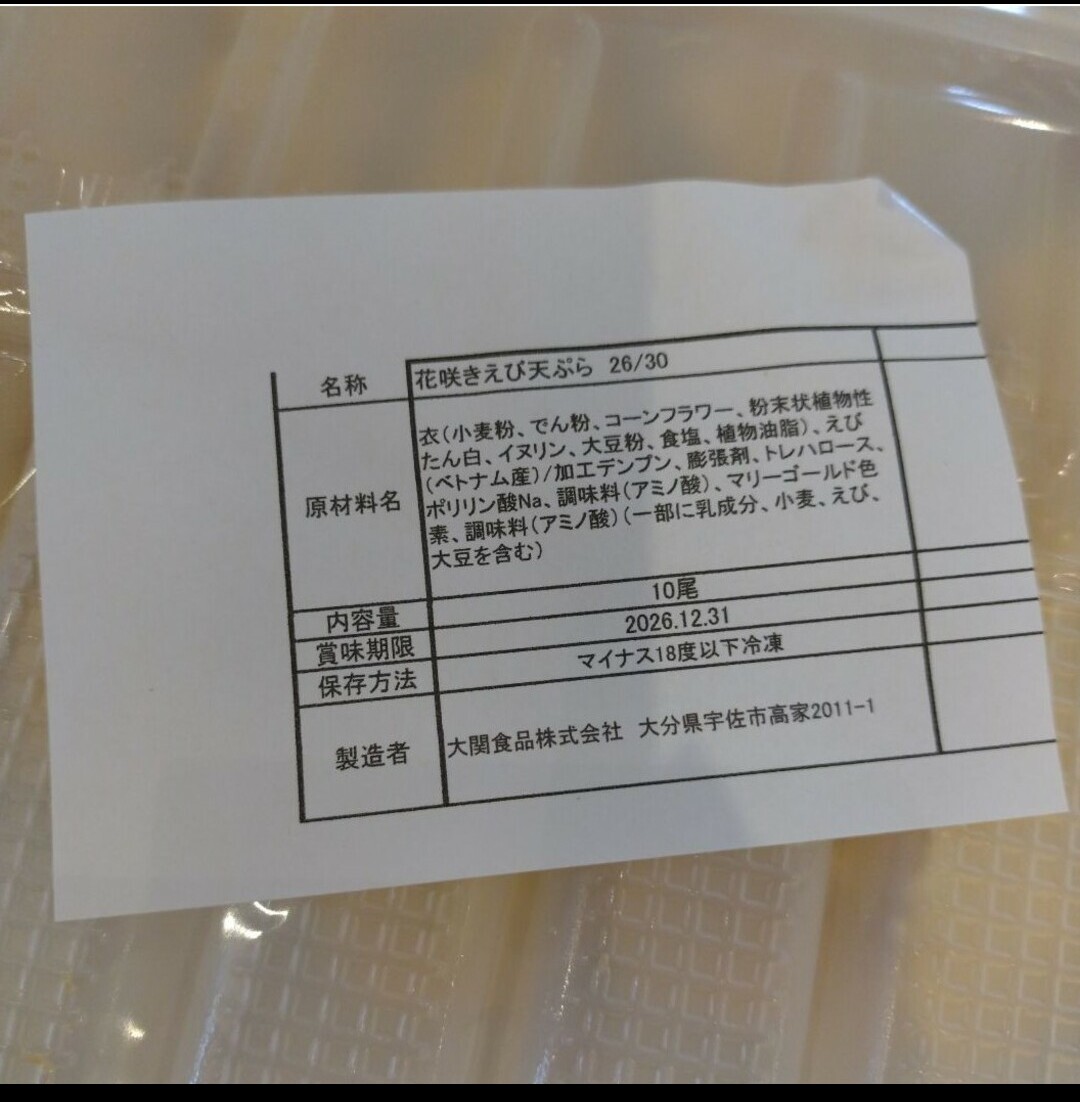 名称
花咲きえび天ぷら 26/30
原材料名
衣(小麦粉、でん粉、コーンフラワー、粉末状植物性
たん白、イヌリン、大豆粉、食塩、植物油脂)、えび
(ベトナム産)/加工デンプン、膨張剤、トレハロース、
ポリリン酸Na、調味料(アミノ酸)、マリーゴールド色
素、調味料(アミノ酸)(一部に乳成分、小麦、えび、
大豆を含む)
内容量
10尾
賞味期限
2026.12.31
保存方法
マイナス18度以下冷凍
製造者
大関食品株式会社 大分県宇佐市高家2011-1